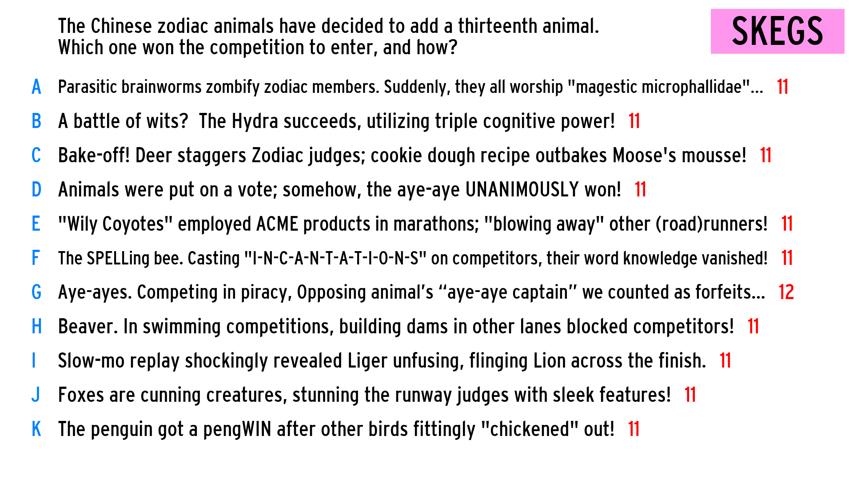 The Chinese zodiac animals have decided to add a thirteenth animal.
Which one won the competition to enter, and how?
SKEGS
A Parasitic brainworms zombify zodiac members. Suddenly, they all worship "magestic microphallidae"... 11
B A battle of wits? The Hydra succeeds, utilizing triple cognitive power! 11
C Bake-off! Deer staggers Zodiac judges; cookie dough recipe outbakes Moose's mousse! 11
D Animals were put on a vote; somehow, the aye-aye UNANIMOUSLY won! 11
E "Wily Coyotes" employed ACME products in marathons; "blowing away" other (road)runners! 11
F The SPELLing bee. Casting "I-N-C-A-N-T-A-T-I-O-N-S" on competitors, their word knowledge vanished! 11
G Aye-ayes. Competing in piracy, Opposing animal’s “aye-aye captain” we counted as forfeits... 12
H Beaver. In swimming competitions, building dams in other lanes blocked competitors! 11
I Slow-mo replay shockingly revealed Liger unfusing, flinging Lion across the finish. 11
J Foxes are cunning creatures, stunning the runway judges with sleek features! 11
K The penguin got a pengWIN after other birds fittingly "chickened" out! 11